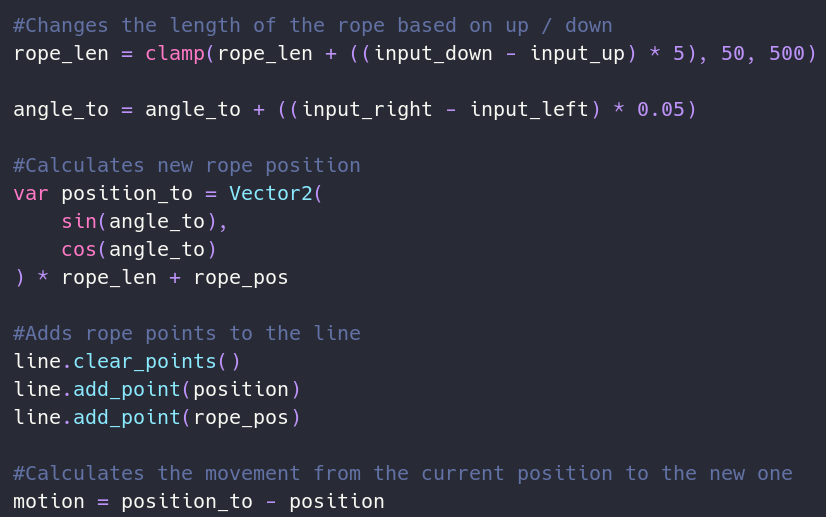 #Changes the length of the rope based on up / down
rope_len = clamp(rope_len + ((input_down - input_up) * 5), 50, 500)
angle_to = angle_to + ((input_right - input_left) * 0.05)
#Calculates new rope position
var position_to = Vector2(
    sin(angle_to),
    cos(angle_to)
) * rope_len + rope_pos
#Adds rope points to the line
line.clear_points()
line.add_point(position)
line.add_point(rope_pos)
#Calculates the movement from the current position to the new one
motion = position_to - position